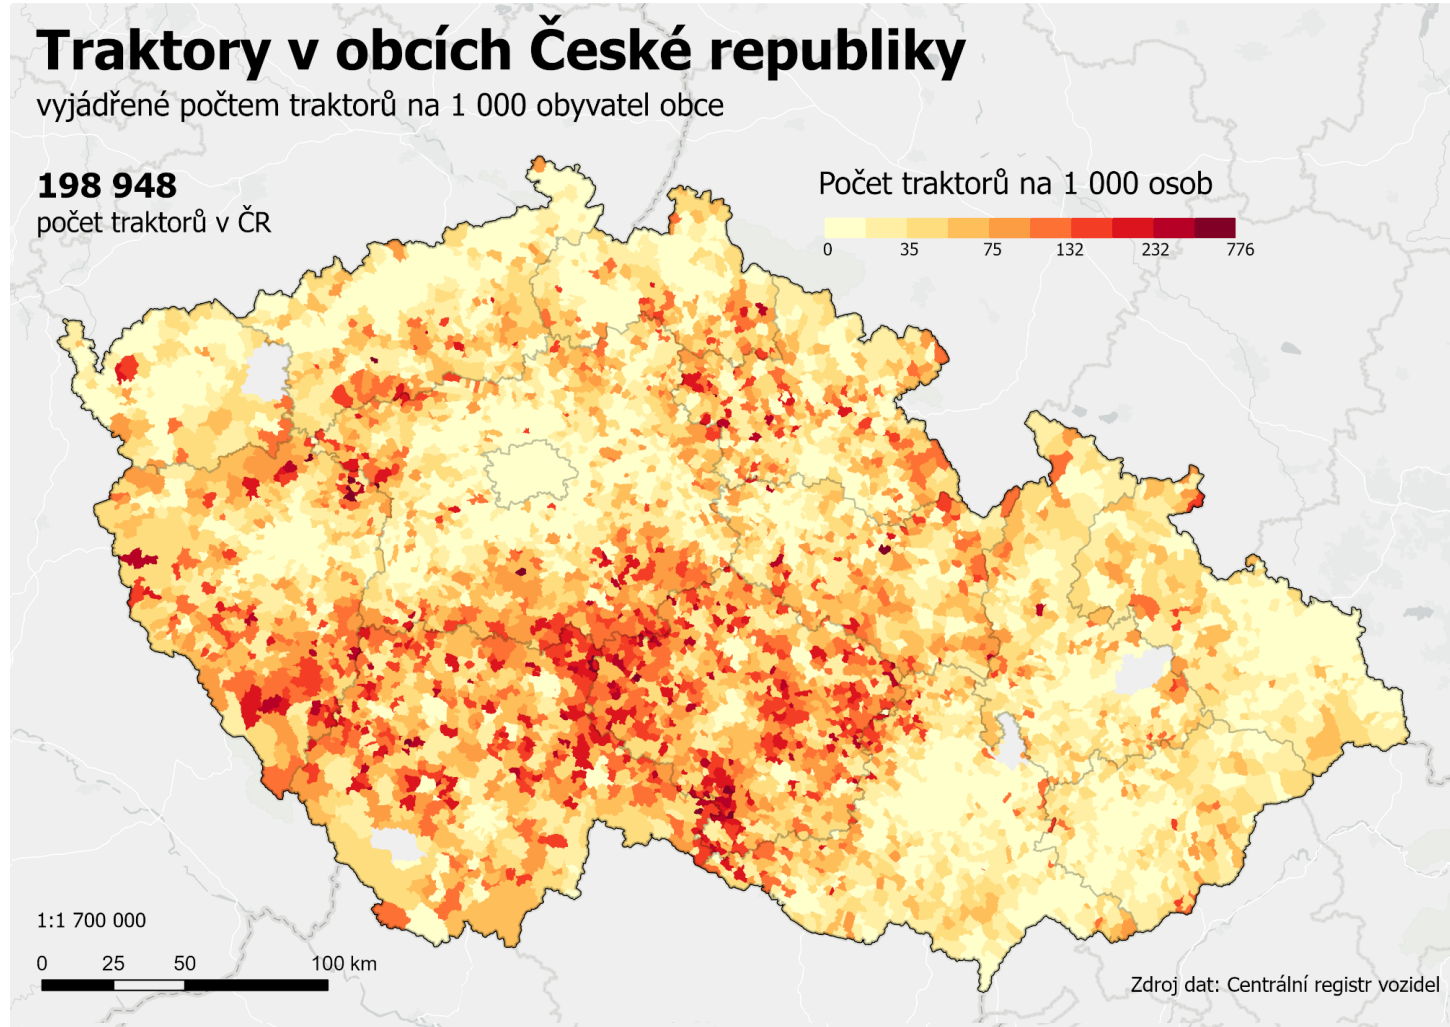 Traktory v obcích České republiky
vyjádřené počtem traktorů na 1 000 obyvatel obce
198 948
počet traktorů v ČR
Počet traktorů na 1 000 osob
0 35 75 132 232 776
1:1 700 000
0 25 50 100 km
Zdroj dat: Centrální registr vozidel